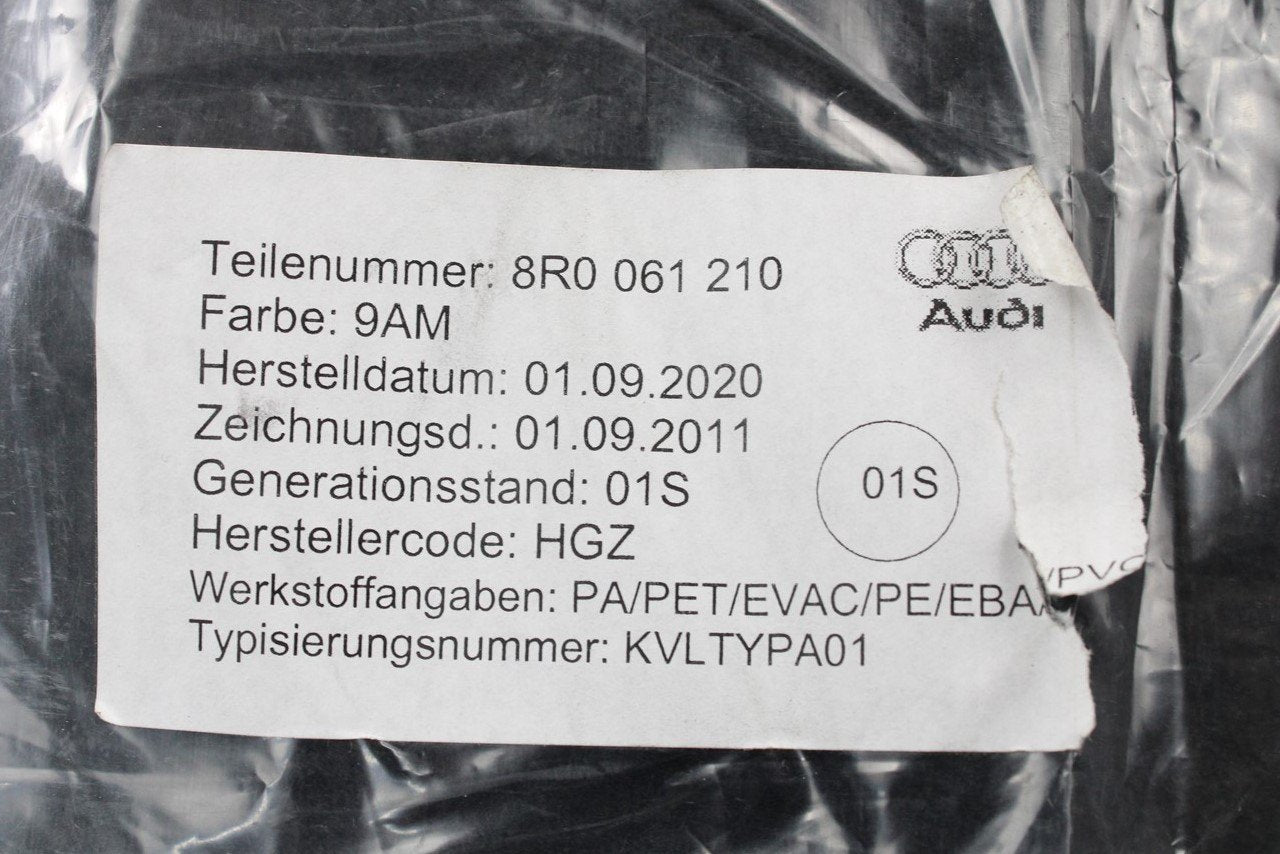 Teilenummer: 8R0 061 210
Audi
Farbe: 9AM
Herstelldatum: 01.09.2020
Zeichnungsd.: 01.09.2011
Generationsstand: 01S
01S
Herstellercode: HGZ
Werkstoffangaben: PA/PET/EVAC/PE/EBA/PVC
Typisierungsnummer: KVLTYPA01